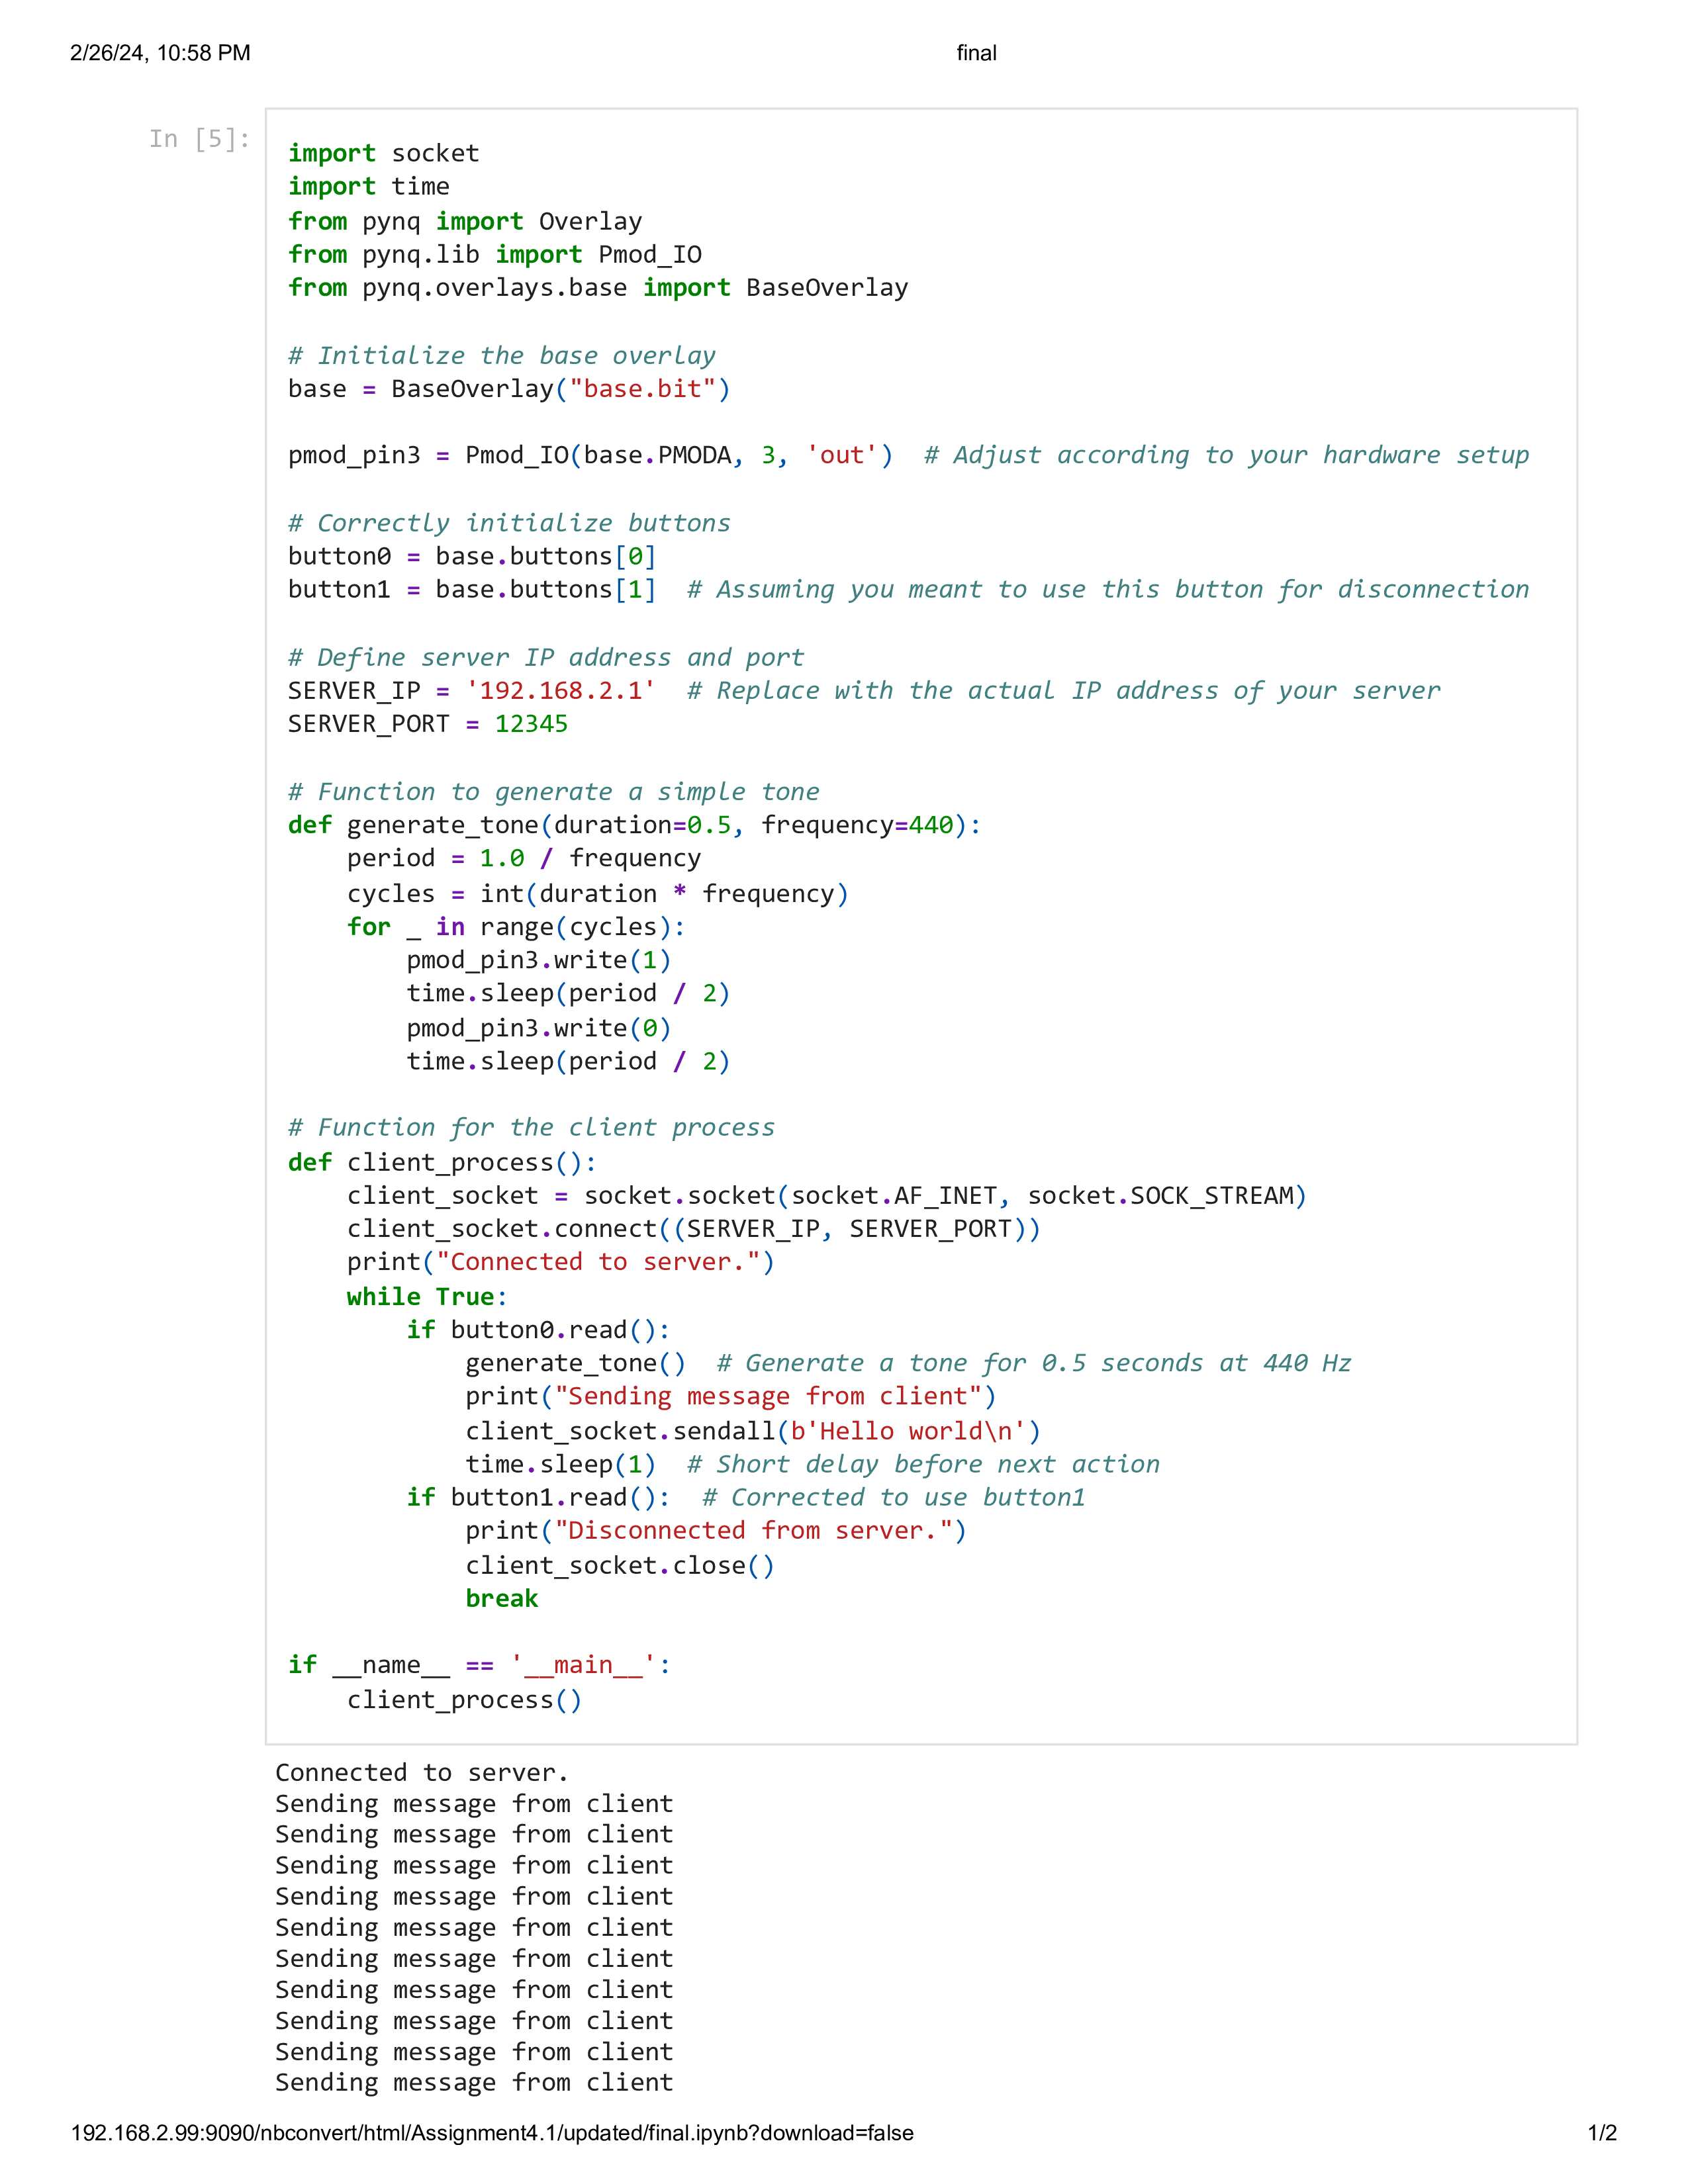 2/26/24, 10:58 PM
final
In [5]:
import socket
import time
from pynq import Overlay
from pynq.lib import Pmod_IO
from pynq.overlays.base import BaseOverlay

# Initialize the base overlay
base = BaseOverlay("base.bit")

pmod_pin3 = Pmod_IO(base.PMODA, 3, 'out')  # Adjust according to your hardware setup

# Correctly initialize buttons
button0 = base.buttons[0]
button1 = base.buttons[1]  # Assuming you meant to use this button for disconnection

# Define server IP address and port
SERVER_IP = '192.168.2.1'  # Replace with the actual IP address of your server
SERVER_PORT = 12345

# Function to generate a simple tone
def generate_tone(duration=0.5, frequency=440):
    period = 1.0 / frequency
    cycles = int(duration * frequency)
    for _ in range(cycles):
        pmod_pin3.write(1)
        time.sleep(period / 2)
        pmod_pin3.write(0)
        time.sleep(period / 2)

# Function for the client process
def client_process():
    client_socket = socket.socket(socket.AF_INET, socket.SOCK_STREAM)
    client_socket.connect((SERVER_IP, SERVER_PORT))
    print("Connected to server.")
    while True:
        if button0.read():
            generate_tone()  # Generate a tone for 0.5 seconds at 440 Hz
            print("Sending message from client")
            client_socket.sendall(b'Hello world\n')
            time.sleep(1)  # Short delay before next action
        if button1.read():  # Corrected to use button1
            print("Disconnected from server.")
            client_socket.close()
            break

if __name__ == '__main__':
    client_process()

Connected to server.
Sending message from client
Sending message from client
Sending message from client
Sending message from client
Sending message from client
Sending message from client
Sending message from client
Sending message from client
Sending message from client
Sending message from client
192.168.2.99:9090/nbconvert/html/Assignment4.1/updated/final.ipynb?download=false
1/2